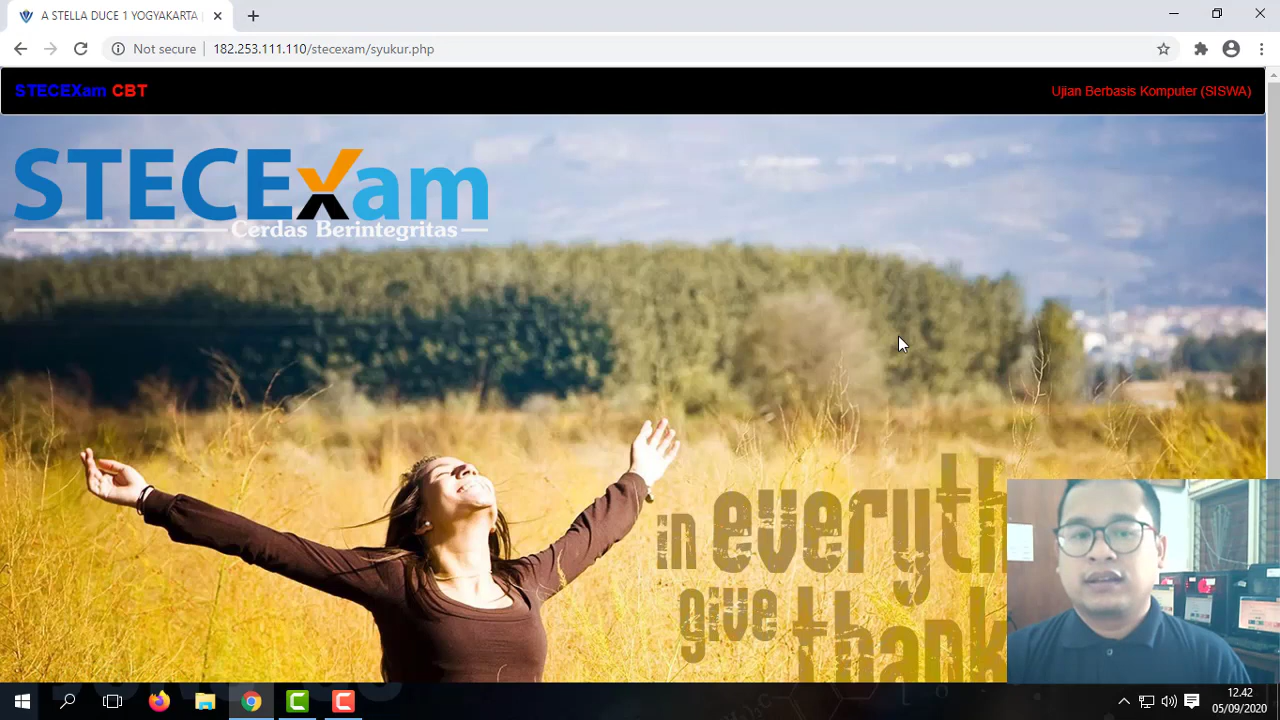 A STELLA DUCE 1 YOGYAKARTA
Not secure
182.253.111.110/stecexam/syukur.php
STECEXam CBT
Ujian Berbasis Komputer (SISWA)
STECExam
Cerdas Berintegritas
in everyth
give thank
12.42
05/09/2020